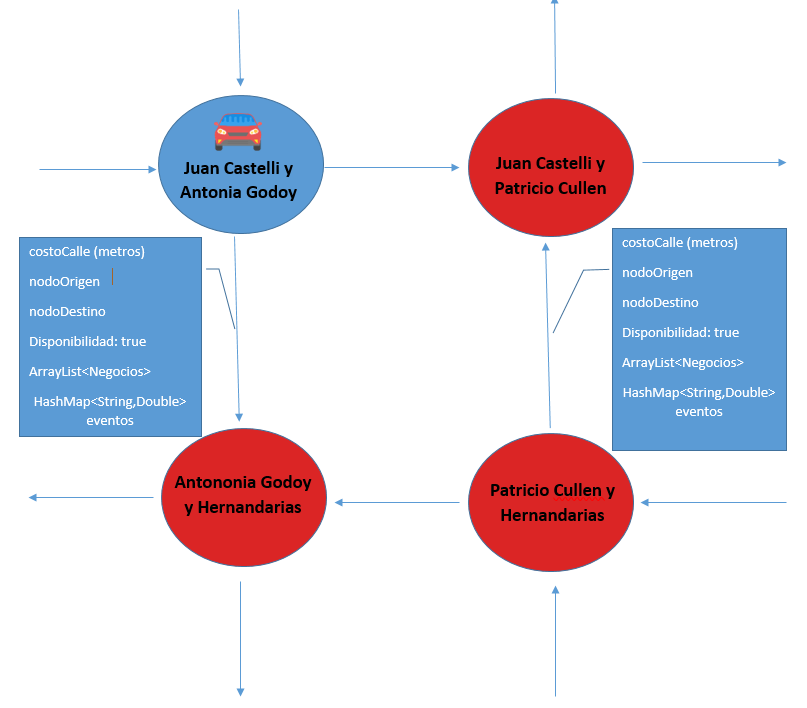 Juan Castelli y
Antonia Godoy
Juan Castelli y
Patricio Cullen
costoCalle (metros)
nodoOrigen
nodoDestino
Disponibilidad: true
ArrayList<Negocios>
HashMap<String,Double>
eventos
costoCalle (metros)
nodoOrigen
nodoDestino
Disponibilidad: true
ArrayList<Negocios>
HashMap<String,Double>
eventos
Antononia Godoy
y Hernandarias
Patricio Cullen y
Hernandarias